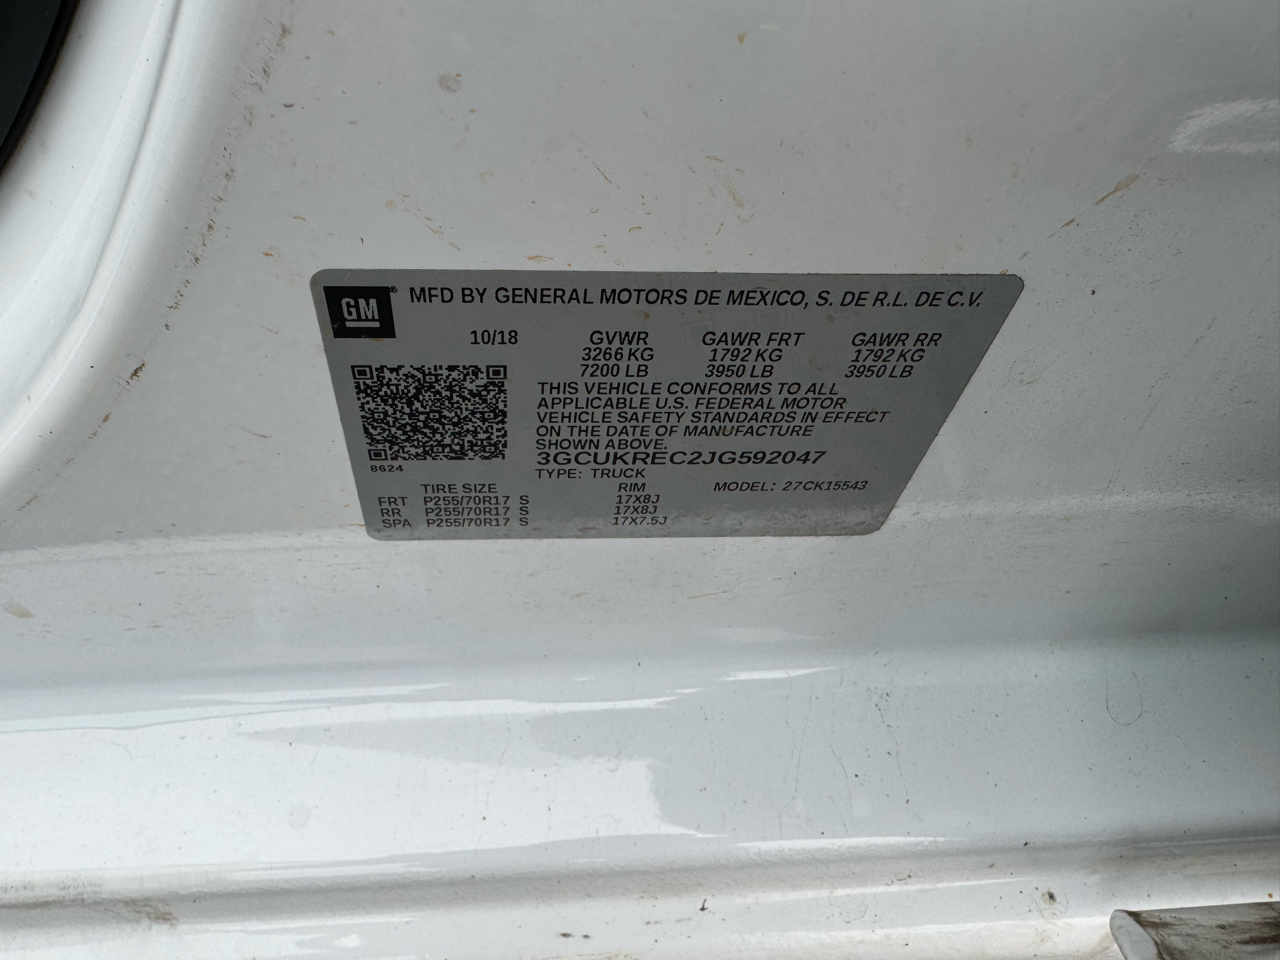 GM
MFD BY GENERAL MOTORS DE MEXICO, S. DE R.L. DE C.V.
10/18 GVWR GAWR FRT GAWR RR
3266 KG 1792 KG 1792 KG
7200 LB 3950 LB 3950 LB
THIS VEHICLE CONFORMS TO ALL
APPLICABLE U.S. FEDERAL MOTOR
VEHICLE SAFETY STANDARDS IN EFFECT
ON THE DATE OF MANUFACTURE
SHOWN ABOVE.
3GCUKREC2JG592047
8624
TYPE: TRUCK
TIRE SIZE RIM MODEL: 27CK15543
FRT P255/70R17 S 17X8J
RR P255/70R17 S 17X8J
SPA P255/70R17 S 17X7.5J